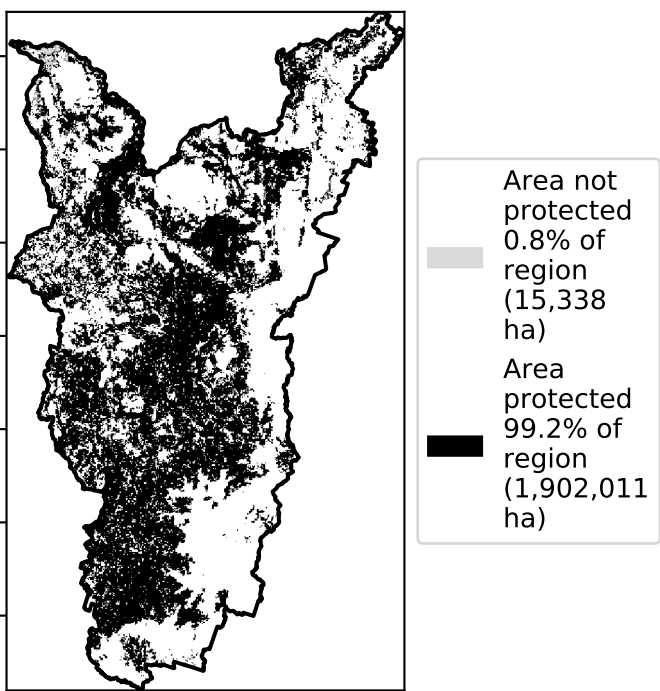 Area not
protected
0.8% of
region
(15,338
ha)
Area
protected
99.2% of
region
(1,902,011
ha)